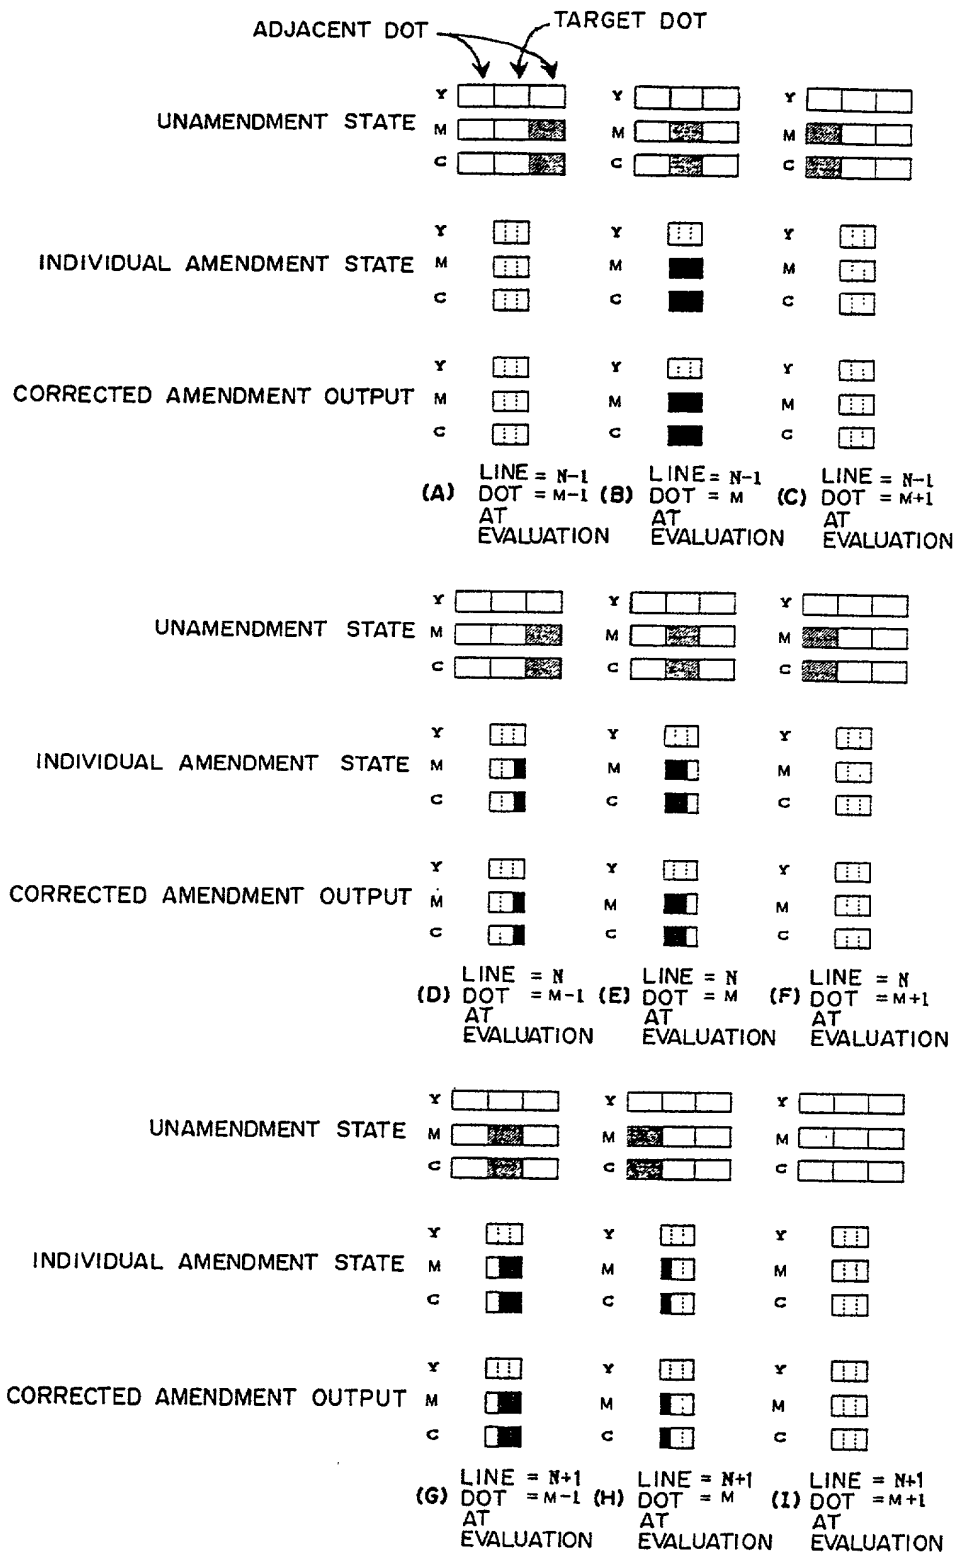 ADJACENT DOT TARGET DOT
UNAMENDMENT STATE
Y Y Y
M M M
C C C
INDIVIDUAL AMENDMENT STATE
Y Y Y
M M M
C C C
CORRECTED AMENDMENT OUTPUT
Y Y Y
M M M
C C C
(A) LINE = N-1 (B) LINE = N-1 (C) LINE = N-1
DOT = M-1 DOT = M DOT = M+1
AT AT AT
EVALUATION EVALUATION EVALUATION
UNAMENDMENT STATE
Y Y Y
M M M
C C C
INDIVIDUAL AMENDMENT STATE
Y Y Y
M M M
C C C
CORRECTED AMENDMENT OUTPUT
Y Y Y
M M M
C C C
(D) LINE = N (E) LINE = N (F) LINE = N
DOT = M-1 DOT = M DOT = M+1
AT AT AT
EVALUATION EVALUATION EVALUATION
UNAMENDMENT STATE
Y Y Y
M M M
C C C
INDIVIDUAL AMENDMENT STATE
Y Y Y
M M M
C C C
CORRECTED AMENDMENT OUTPUT
Y Y Y
M M M
C C C
(G) LINE = N+1 (H) LINE = N+1 (I) LINE = N+1
DOT = M-1 DOT = M DOT = M+1
AT AT AT
EVALUATION EVALUATION EVALUATION